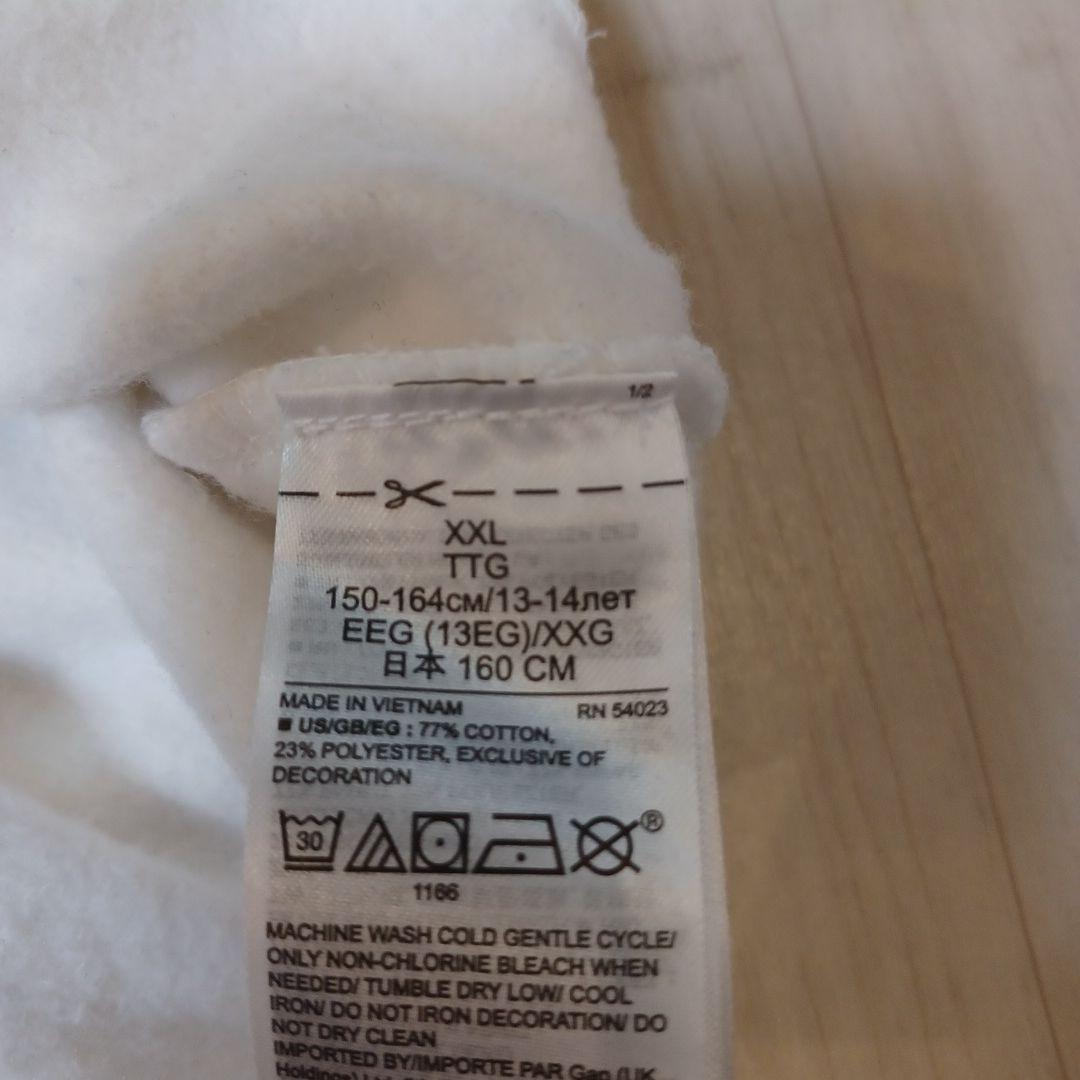 1/2
XXL
TTG
150-164см/13-14лет
EEG (13EG)/XXG
日本 160 CM
MADE IN VIETNAM RN 54023
■ US/GB/EG : 77% COTTON,
23% POLYESTER, EXCLUSIVE OF
DECORATION
30 ®
1166
MACHINE WASH COLD GENTLE CYCLE/
ONLY NON-CHLORINE BLEACH WHEN
NEEDED/ TUMBLE DRY LOW/ COOL
IRON/ DO NOT IRON DECORATION/ DO
NOT DRY CLEAN
IMPORTED BY/IMPORTE PAR Gap (UK
Holdings)